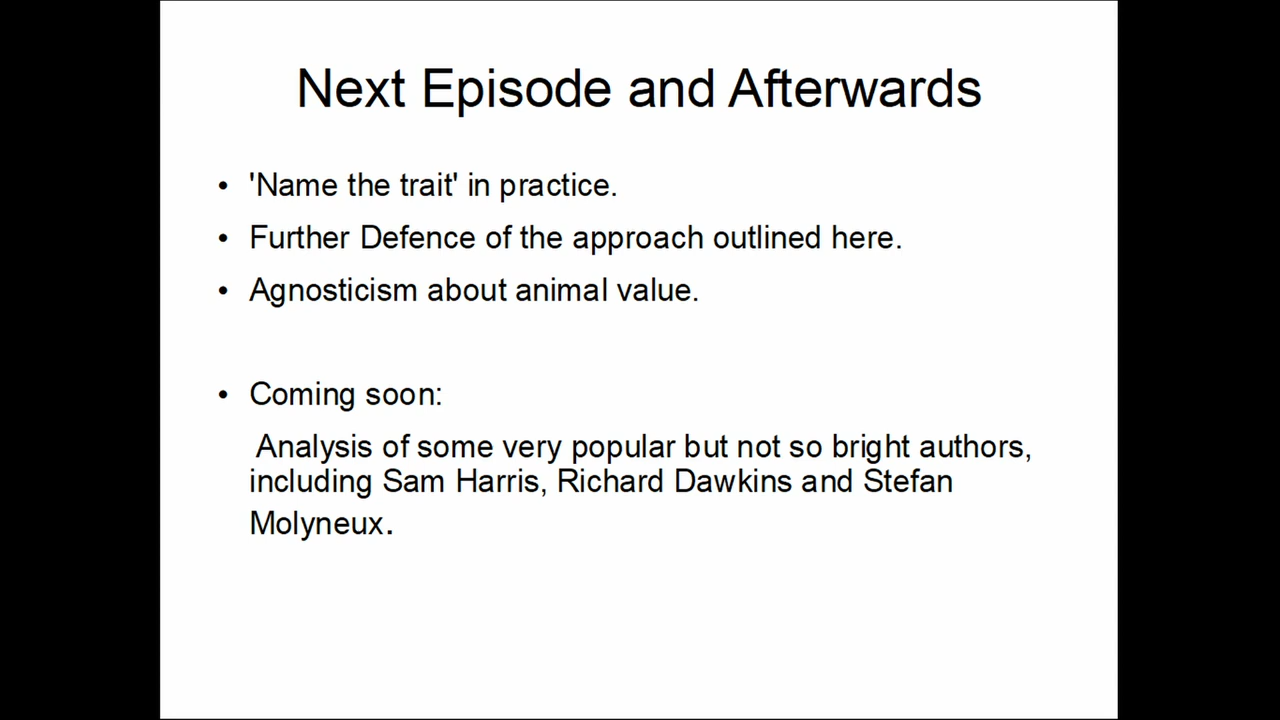 Next Episode and Afterwards
• 'Name the trait' in practice.
• Further Defence of the approach outlined here.
• Agnosticism about animal value.
• Coming soon:
Analysis of some very popular but not so bright authors,
including Sam Harris, Richard Dawkins and Stefan
Molyneux.